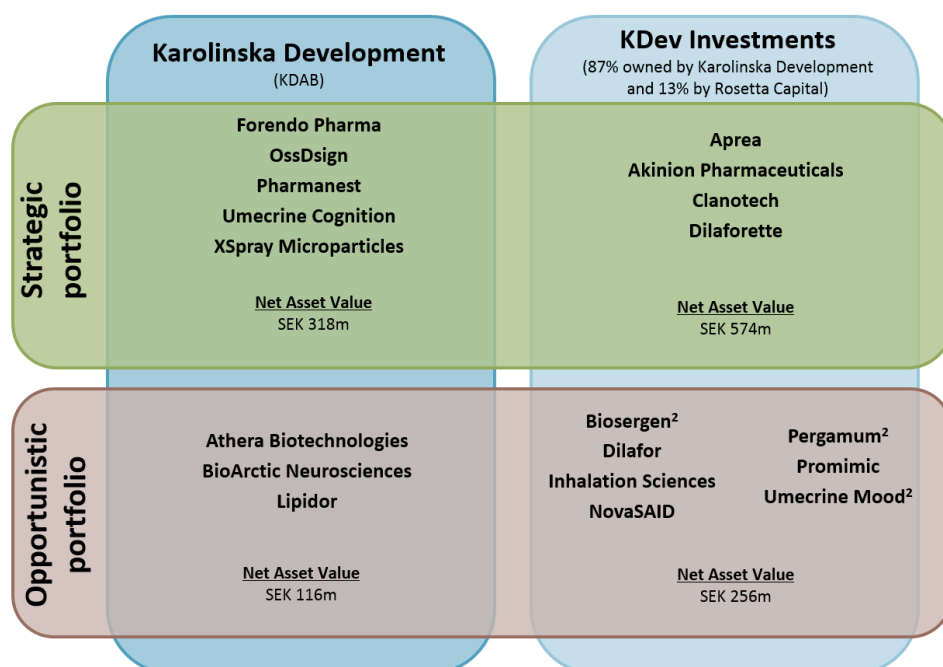 Karolinska Development
(KDAB)
KDev Investments
(87% owned by Karolinska Development
and 13% by Rosetta Capital)
Strategic
portfolio
Forendo Pharma
OssDsign
Pharmanest
Umecrine Cognition
XSpray Microparticles
Net Asset Value
SEK 318m
Aprea
Akinion Pharmaceuticals
Clanotech
Dilaforette
Net Asset Value
SEK 574m
Opportunistic
portfolio
Athera Biotechnologies
BioArctic Neurosciences
Lipidor
Net Asset Value
SEK 116m
Biosergen²
Dilafor
Inhalation Sciences
NovaSAID
Pergamum²
Promimic
Umecrine Mood²
Net Asset Value
SEK 256m